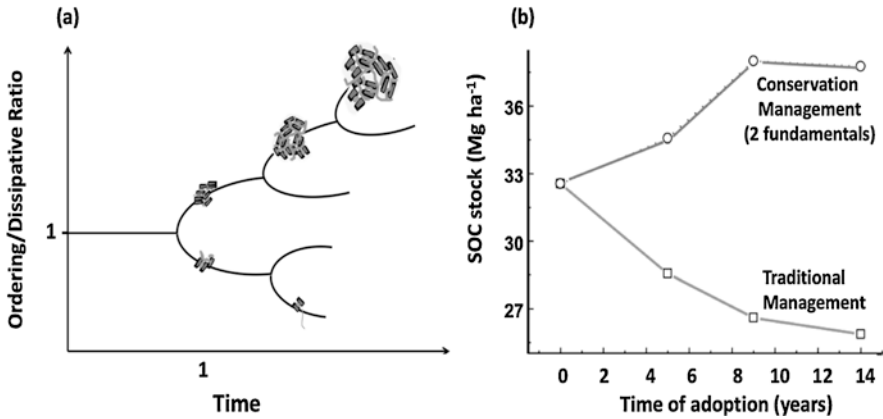 (a)
Ordering/Dissipative Ratio
1
1
Time
(b)
SOC stock (Mg ha⁻¹)
36
33
30
27
Conservation
Management
(2 fundamentals)
Traditional
Management
0 2 4 6 8 10 12 14
Time of adoption (years)